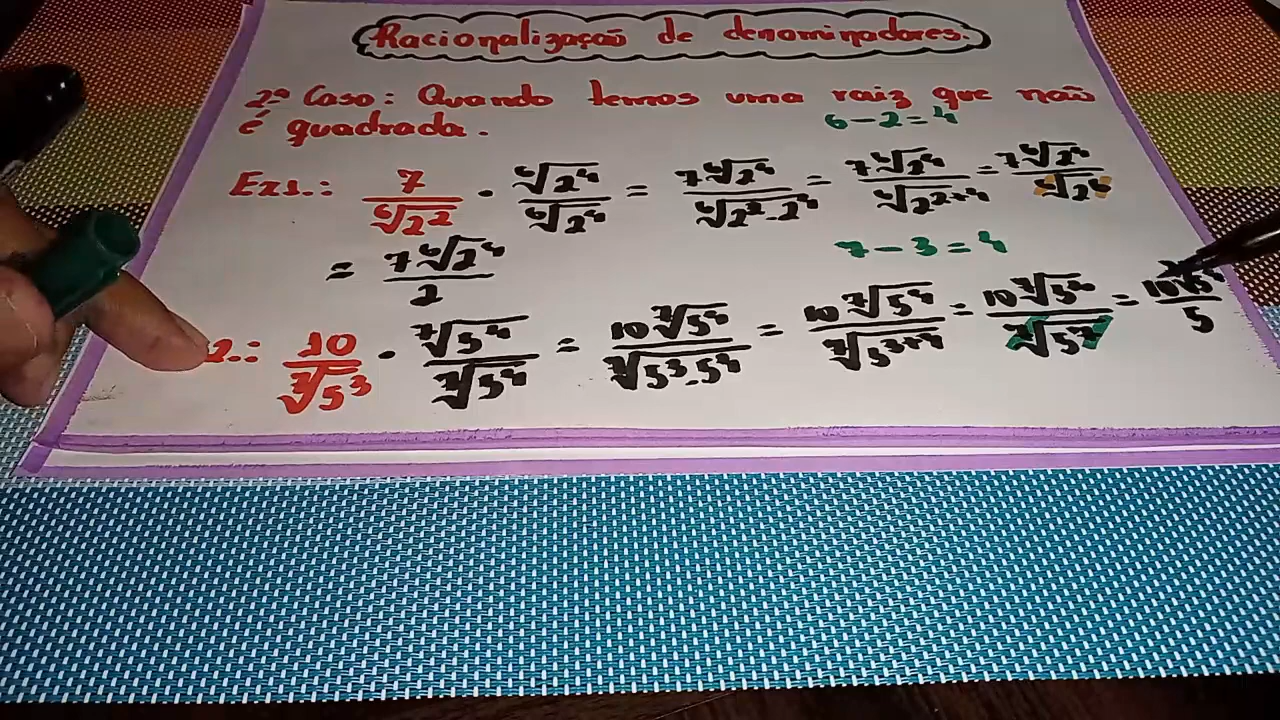 Racionalização de denominadores.
2º Caso: Quando temos uma raiz que não
é quadrada.
6 - 2 = 4
Exs.: 7/⁶√2² · ⁶√2⁴/⁶√2⁴ = 7⁶√2⁴/⁶√2²·2⁴ = 7⁶√2⁴/⁶√2²⁺⁴ = 7⁶√2⁴/⁶√2⁶
= 7⁶√2⁴/2
7 - 3 = 4
2.: 10/⁷√5³ · ⁷√5⁴/⁷√5⁴ = 10⁷√5⁴/⁷√5³·5⁴ = 10⁷√5⁴/⁷√5³⁺⁴ = 10⁷√5⁴/⁷√5⁷ = 10⁷√5⁴/5